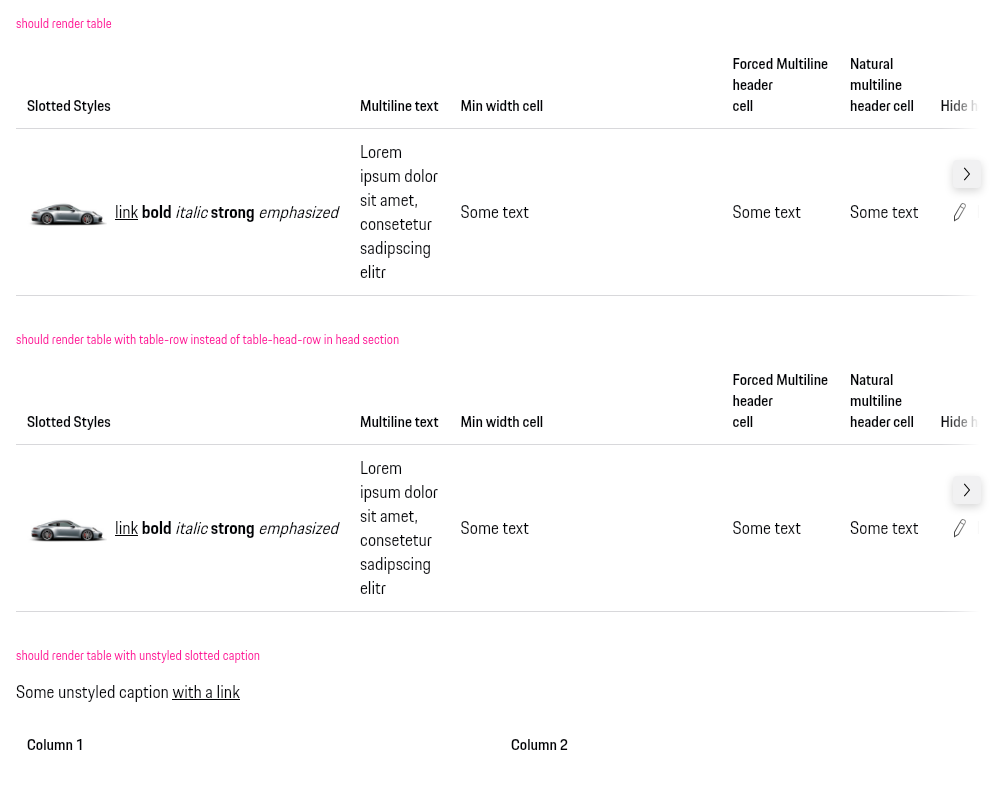 should render table
Forced Multiline Natural
header multiline
Slotted Styles Multiline text Min width cell cell header cell Hide h
Lorem
ipsum dolor
sit amet,
link bold italic strong emphasized consetetur Some text Some text Some text
sadipscing
elitr
should render table with table-row instead of table-head-row in head section
Forced Multiline Natural
header multiline
Slotted Styles Multiline text Min width cell cell header cell Hide h
Lorem
ipsum dolor
sit amet,
link bold italic strong emphasized consetetur Some text Some text Some text
sadipscing
elitr
should render table with unstyled slotted caption
Some unstyled caption with a link
Column 1 Column 2